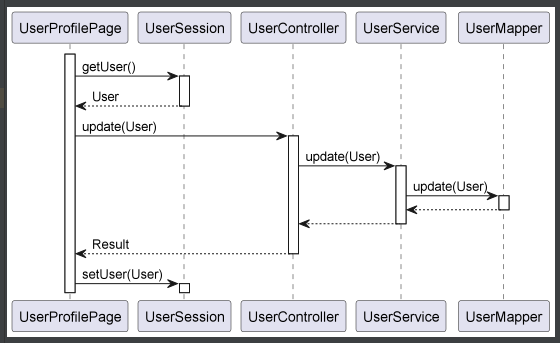 UserProfilePage UserSession UserController UserService UserMapper
getUser()
User
update(User)
update(User)
update(User)
Result
setUser(User)
UserProfilePage UserSession UserController UserService UserMapper